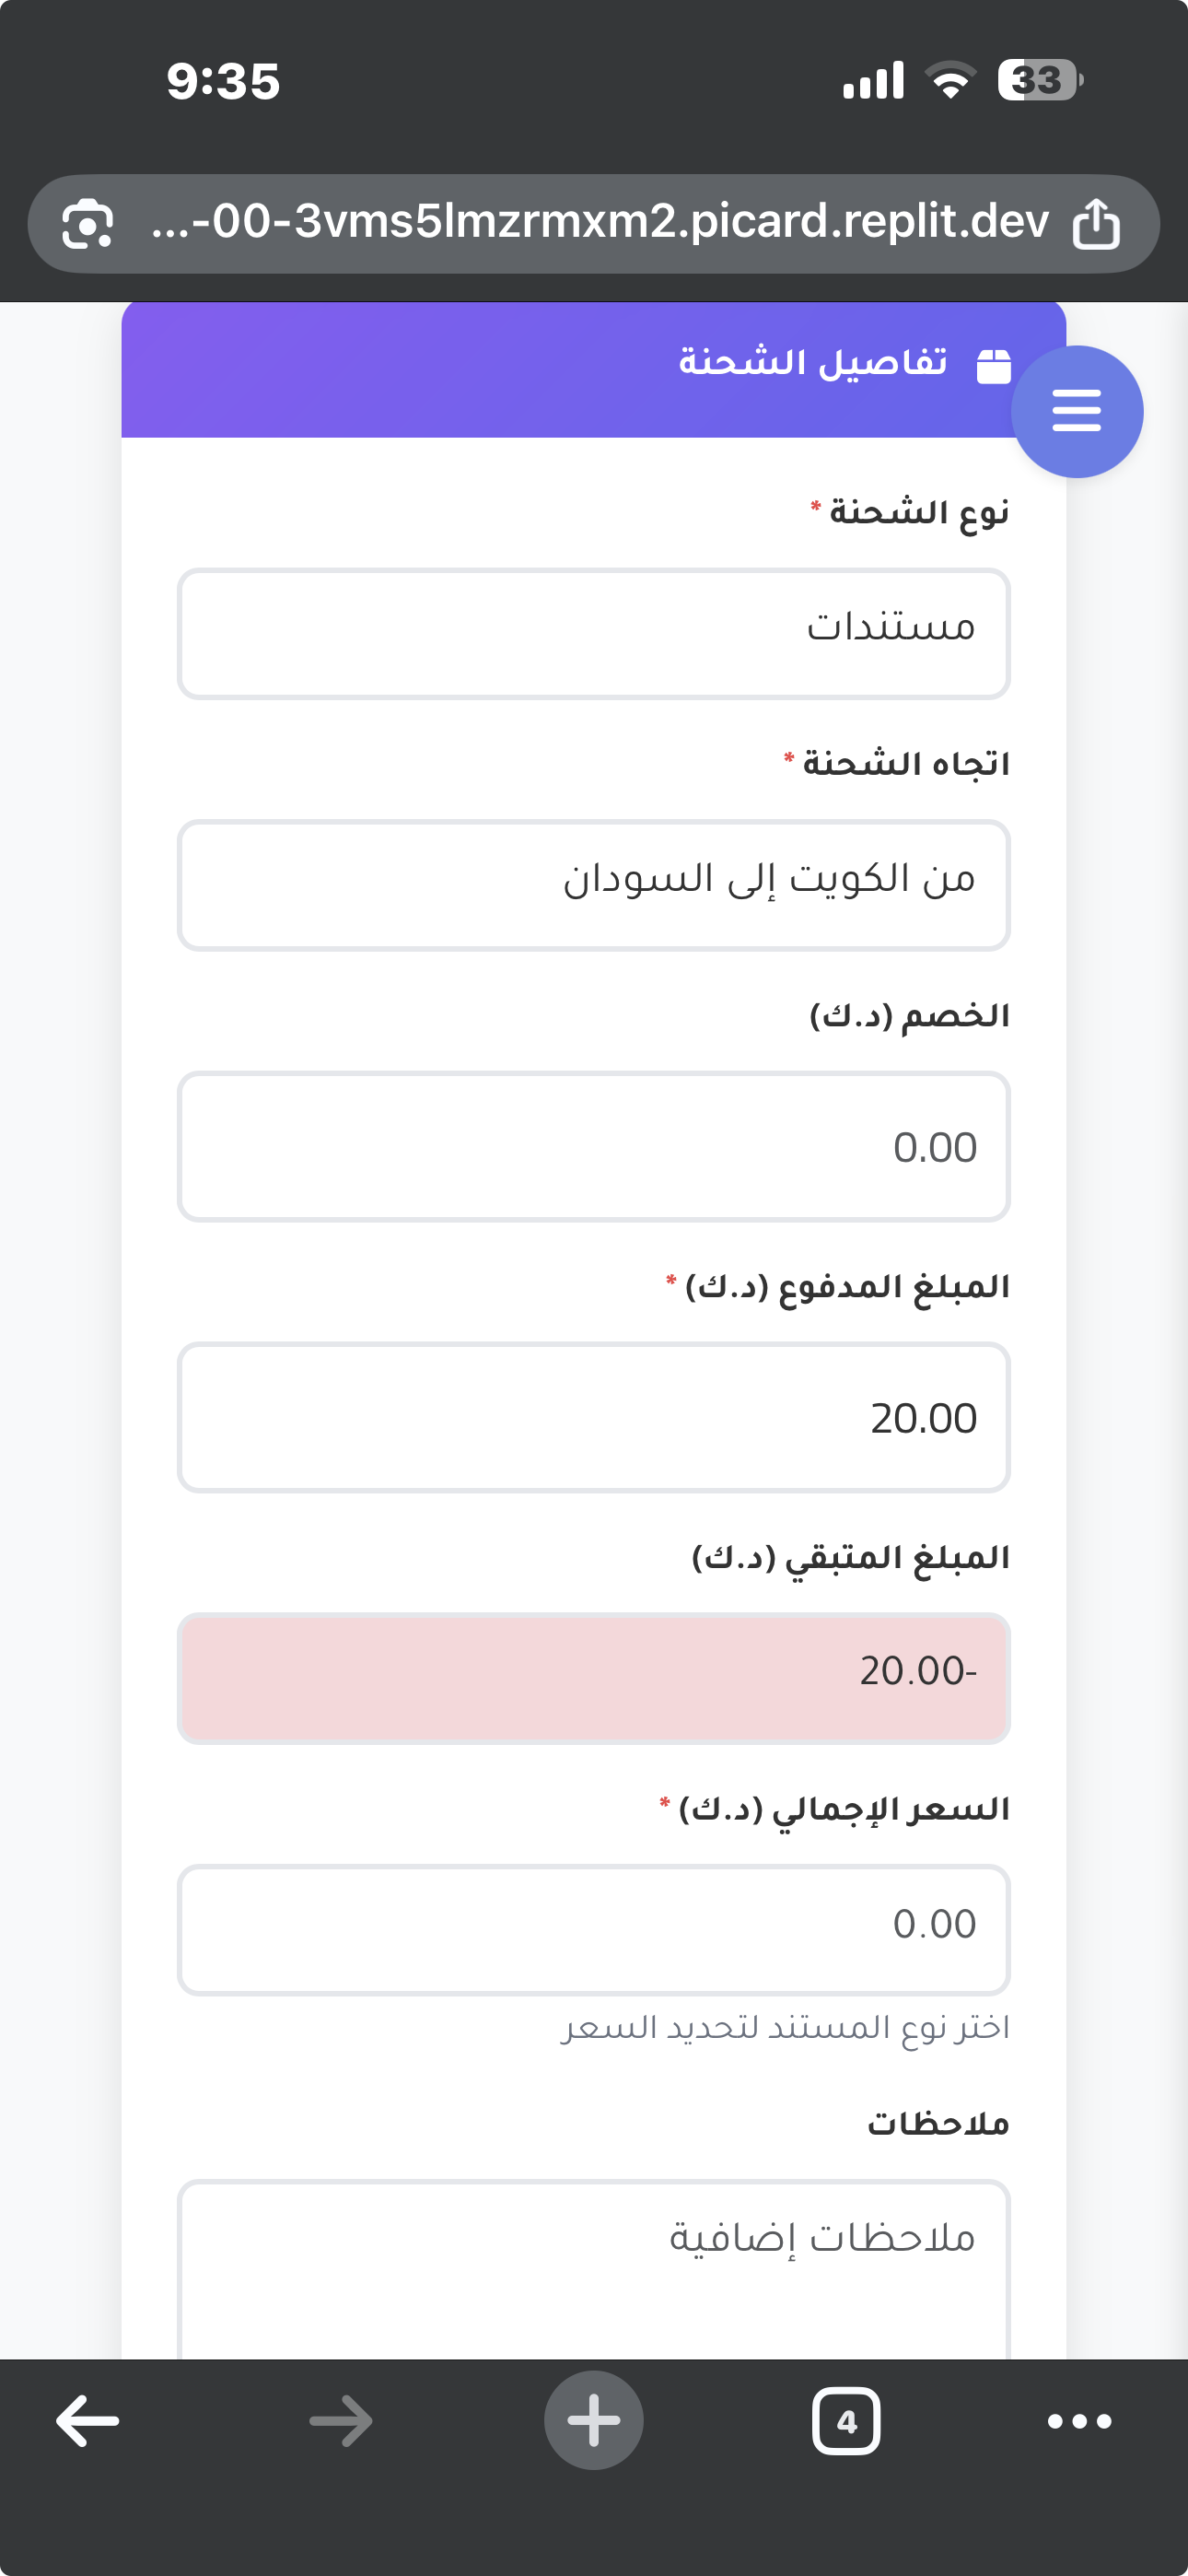 9:35
33
...-00-3vms5lmzrmxm2.picard.replit.dev
تفاصيل الشحنة
نوع الشحنة *
مستندات
اتجاه الشحنة *
من الكويت إلى السودان
الخصم (د.ك)
0.00
المبلغ المدفوع (د.ك) *
20.00
المبلغ المتبقي (د.ك)
20.00-
السعر الإجمالي (د.ك) *
0.00
اختر نوع المستند لتحديد السعر
ملاحظات
ملاحظات إضافية
4